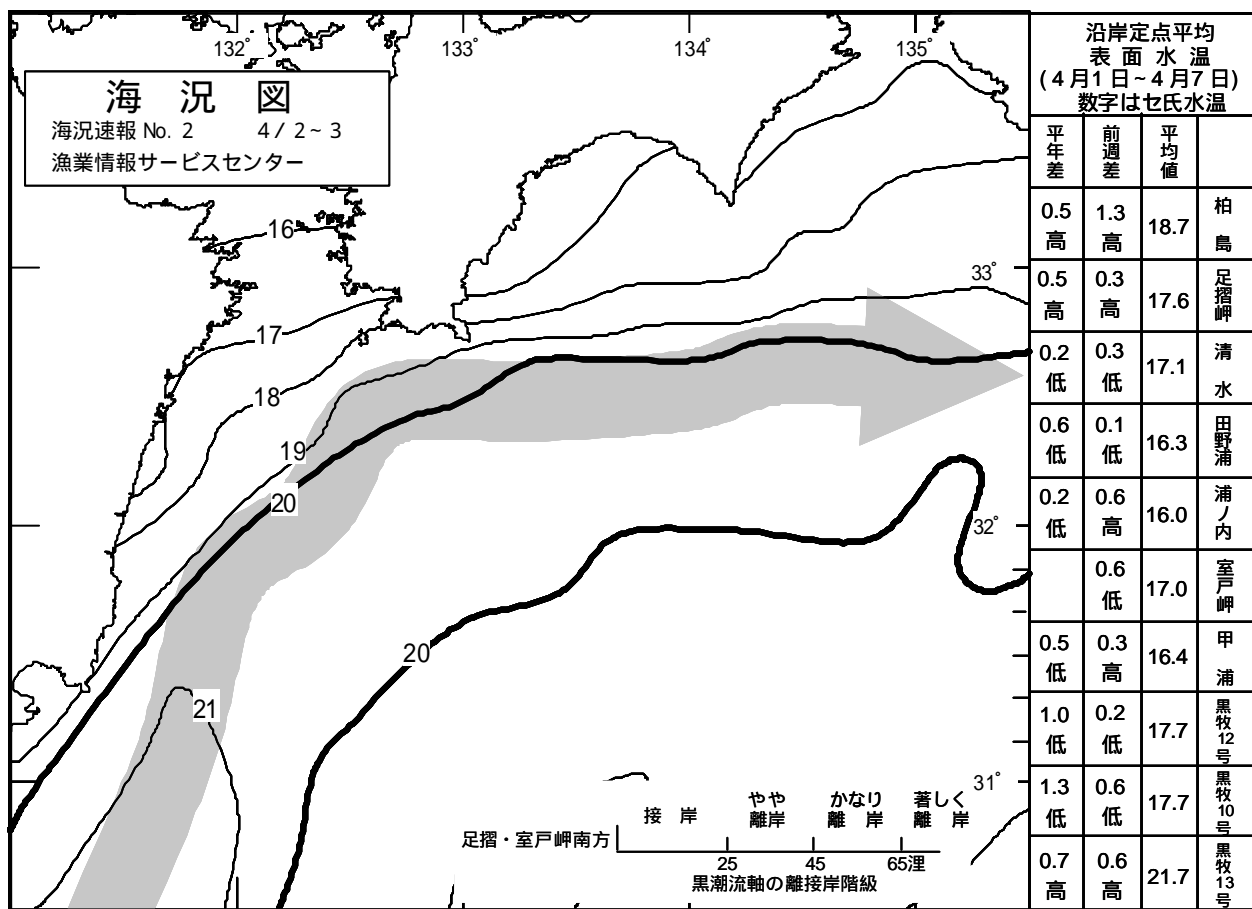 海況図
海況速報 No. 2 4/2~3
漁業情報サービスセンター
132°
133°
134°
135°
33°
32°
31°
16
17
18
19
20
20
21
接岸
やや離岸
かなり離岸
著しく離岸
足摺・室戸岬南方
25 45 65浬
黒潮流軸の離接岸階級
沿岸定点平均
表面水温
(4月1日~4月7日)
数字はセ氏水温
平年差 前週差 平均値
0.5高 1.3高 18.7 柏島
0.5高 0.3高 17.6 足摺岬
0.2低 0.3低 17.1 清水
0.6低 0.1低 16.3 田野浦
0.2低 0.6高 16.0 浦ノ内
0.6低 17.0 室戸岬
0.5低 0.3高 16.4 甲浦
1.0低 0.2低 17.7 黒牧12号
1.3低 0.6低 17.7 黒牧10号
0.7高 0.6高 21.7 黒牧13号